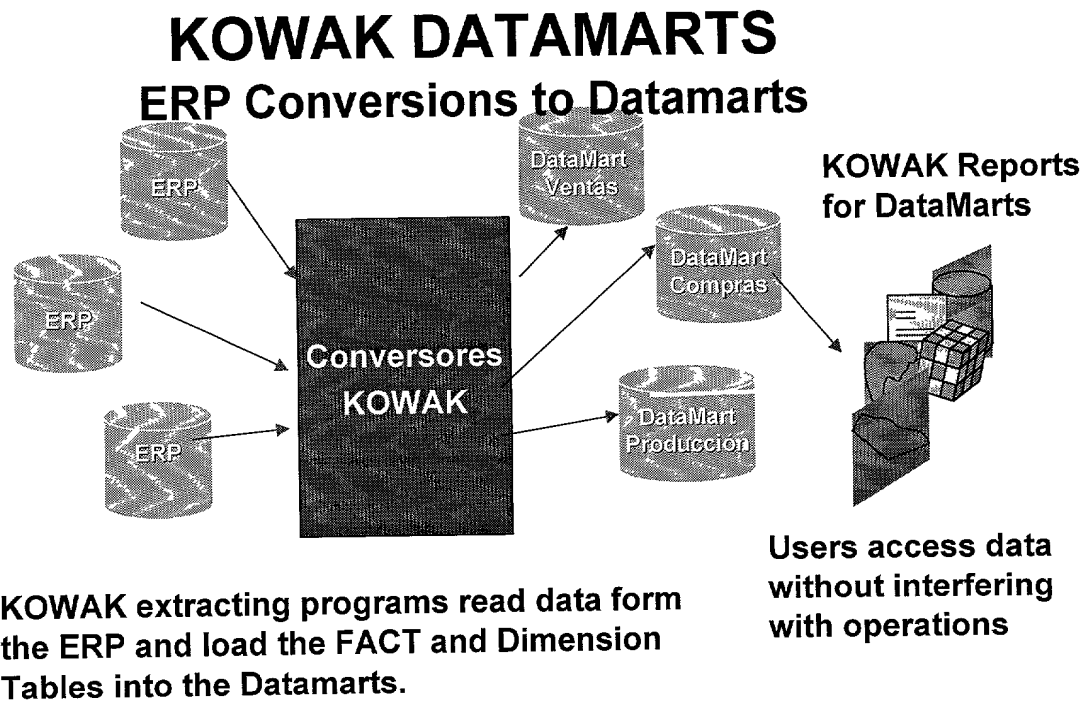 KOWAK DATAMARTS
ERP Conversions to Datamarts
ERP
ERP
ERP
Conversores
KOWAK
DataMart
Ventas
DataMart
Compras
DataMart
Producción
KOWAK Reports
for DataMarts
Users access data
without interfering
with operations
KOWAK extracting programs read data form
the ERP and load the FACT and Dimension
Tables into the Datamarts.